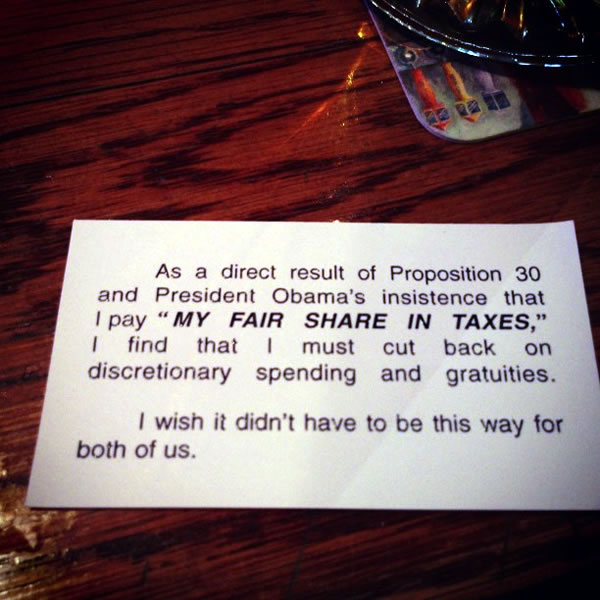 As a direct result of Proposition 30
and President Obama's insistence that
I pay “MY FAIR SHARE IN TAXES,”
I find that I must cut back on
discretionary spending and gratuities.
I wish it didn't have to be this way for
both of us.